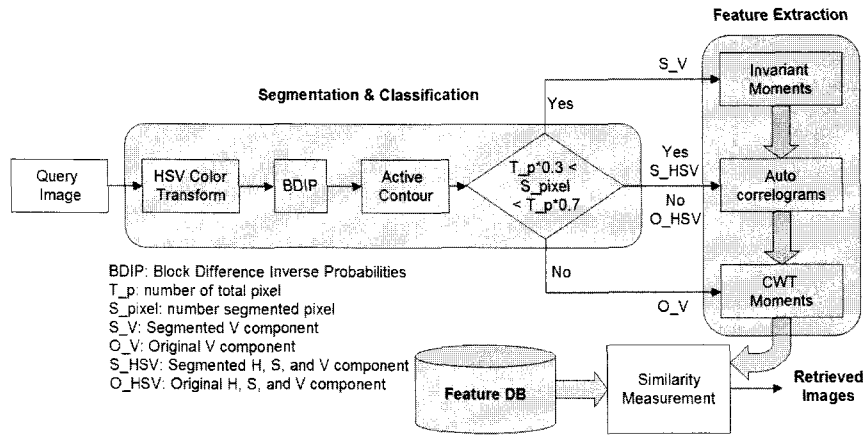 Feature Extraction
Segmentation & Classification
S_V
Invariant
Moments
Yes
Query
Image
HSV Color
Transform
BDIP
Active
Contour
T_p*0.3 <
S_pixel
< T_p*0.7
Yes
S_HSV
No
O_HSV
Auto
correlograms
No
O_V
CWT
Moments
BDIP: Block Difference Inverse Probabilities
T_p: number of total pixel
S_pixel: number segmented pixel
S_V: Segmented V component
O_V: Original V component
S_HSV: Segmented H, S, and V component
O_HSV: Original H, S, and V component
Feature DB
Similarity
Measurement
Retrieved
Images